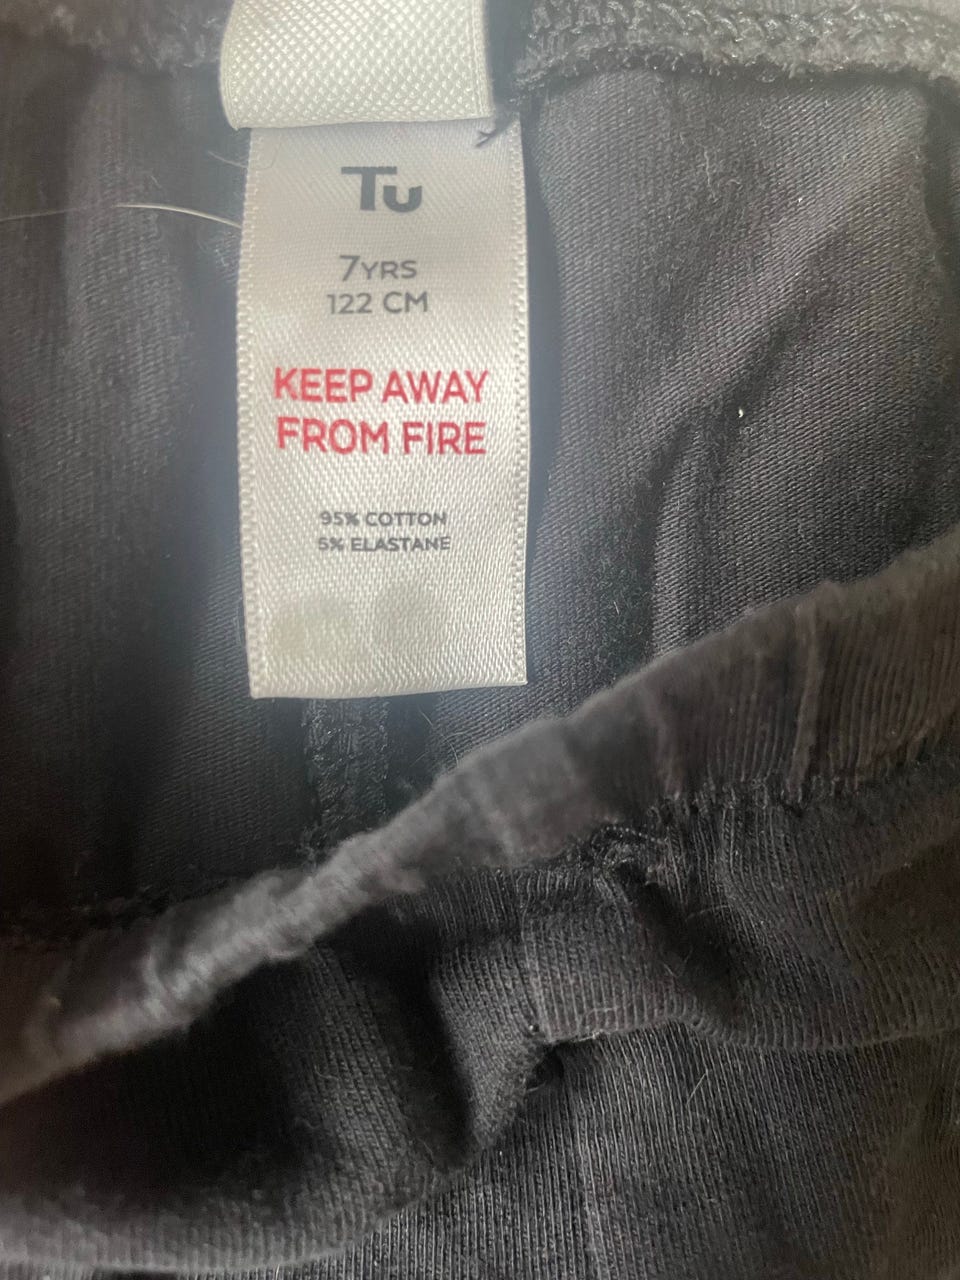 Tu
7YRS
122 CM
KEEP AWAY
FROM FIRE
95% COTTON
5% ELASTANE